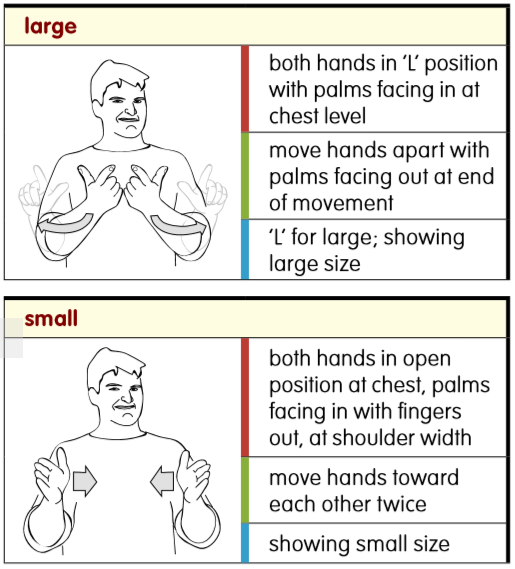 large
both hands in ‘L’ position
with palms facing in at
chest level
move hands apart with
palms facing out at end
of movement
‘L’ for large; showing
large size
small
both hands in open
position at chest, palms
facing in with fingers
out, at shoulder width
move hands toward
each other twice
showing small size